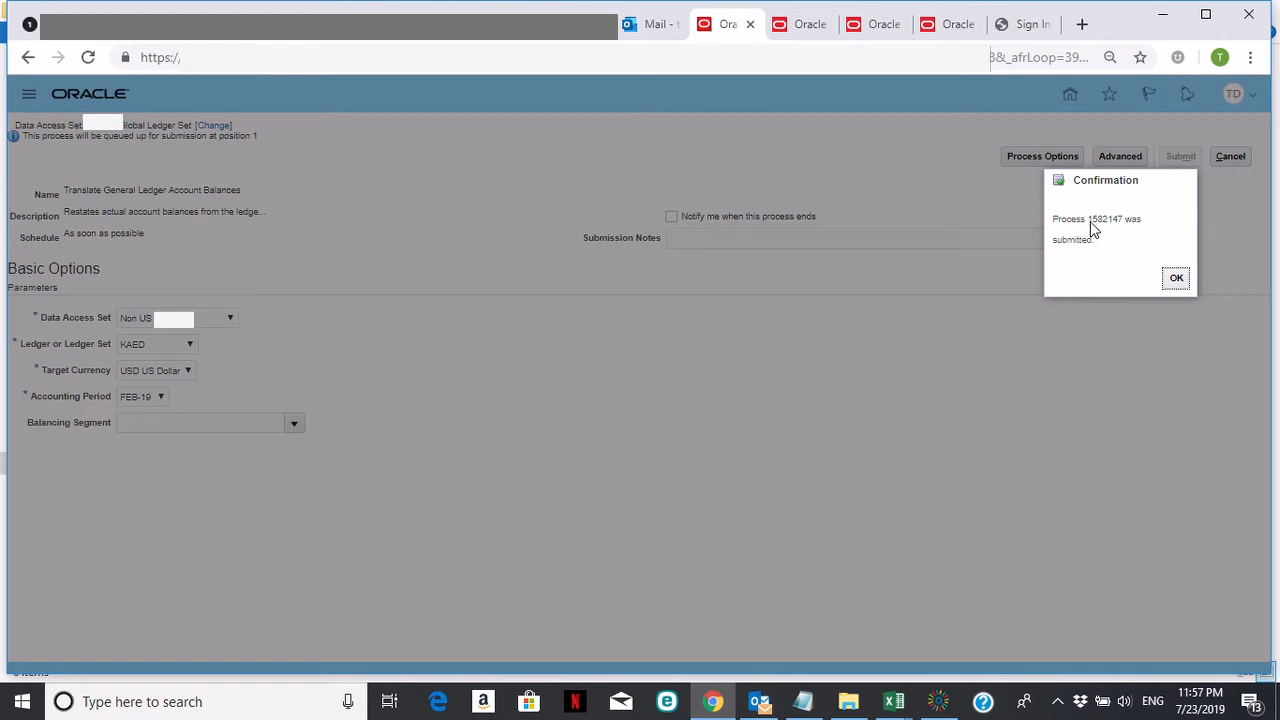 1
Mail - t
Ora
Oracle
Oracle
Oracle
Sign In
https:/,
3&_afrLoop=39...
T
ORACLE
TD
Data Access Set: Global Ledger Set [Change]
This process will be queued up for submission at position 1
Process Options
Advanced
Submit
Cancel
Name Translate General Ledger Account Balances
Description Restates actual account balances from the ledge...
Schedule As soon as possible
Notify me when this process ends
Submission Notes
Confirmation
Process 1582147 was
submitted.
OK
Basic Options
Parameters
* Data Access Set Non US
* Ledger or Ledger Set KAED
* Target Currency USD US Dollar
* Accounting Period FEB-19
Balancing Segment
Type here to search
ENG
11:57 PM
7/23/2019
13